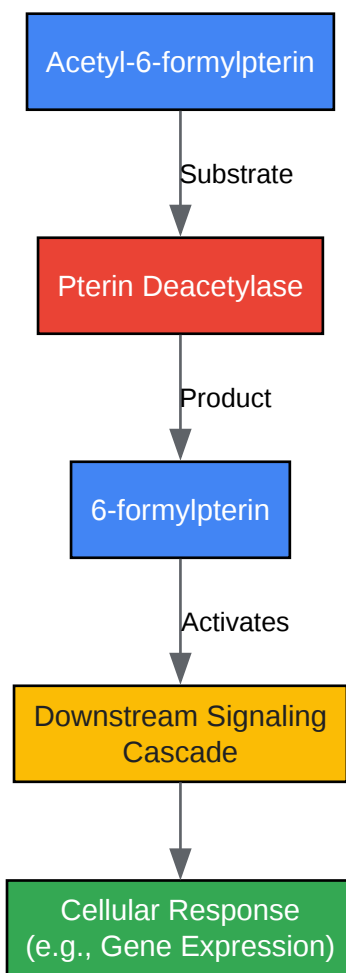 Acetyl-6-formylpterin
Substrate
Pterin Deacetylase
Product
6-formylpterin
Activates
Downstream Signaling
Cascade
Cellular Response
(e.g., Gene Expression)